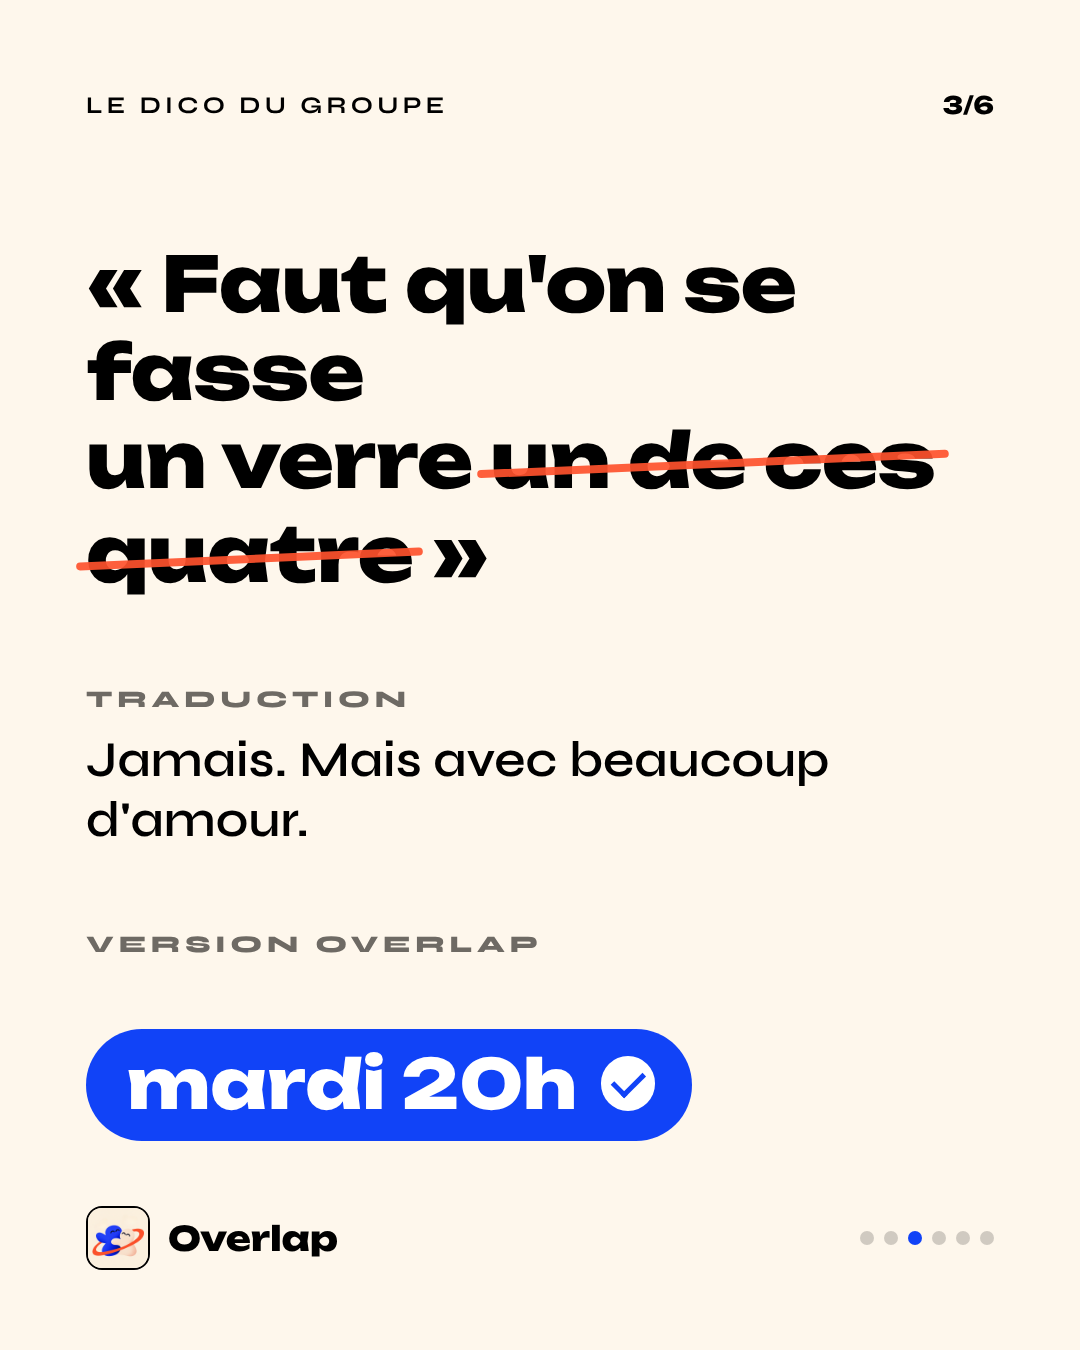 LE DICO DU GROUPE
3/6
« Faut qu'on se
fasse
un verre un de ces
quatre »
TRADUCTION
Jamais. Mais avec beaucoup
d'amour.
VERSION OVERLAP
mardi 20h
Overlap